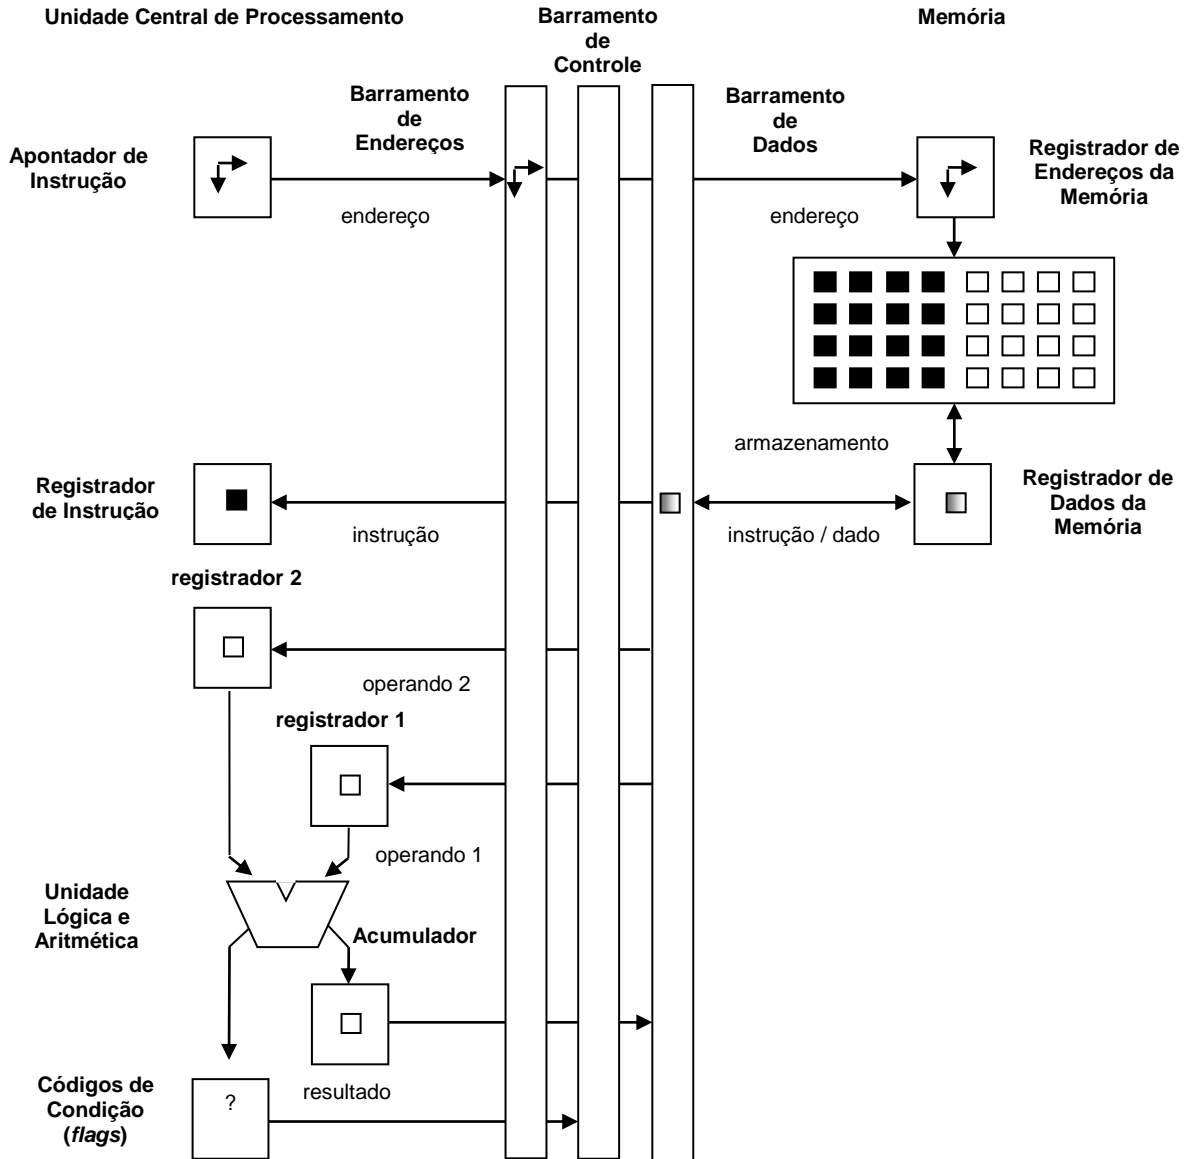 Unidade Central de Processamento
Barramento
de
Controle
Memória
Barramento
de
Endereços
Barramento
de
Dados
Apontador de
Instrução
endereço
endereço
Registrador de
Endereços da
Memória
armazenamento
Registrador
de Instrução
instrução
instrução / dado
Registrador de
Dados da
Memória
registrador 2
operando 2
registrador 1
operando 1
Unidade
Lógica e
Aritmética
Acumulador
resultado
Códigos de
Condição
(flags)
?